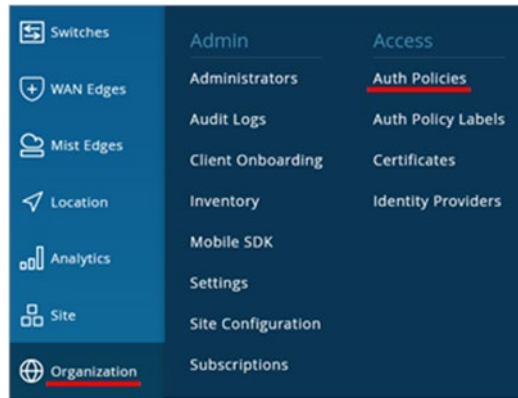 Switches
WAN Edges
Mist Edges
Location
Analytics
Site
Organization
Admin
Administrators
Audit Logs
Client Onboarding
Inventory
Mobile SDK
Settings
Site Configuration
Subscriptions
Access
Auth Policies
Auth Policy Labels
Certificates
Identity Providers